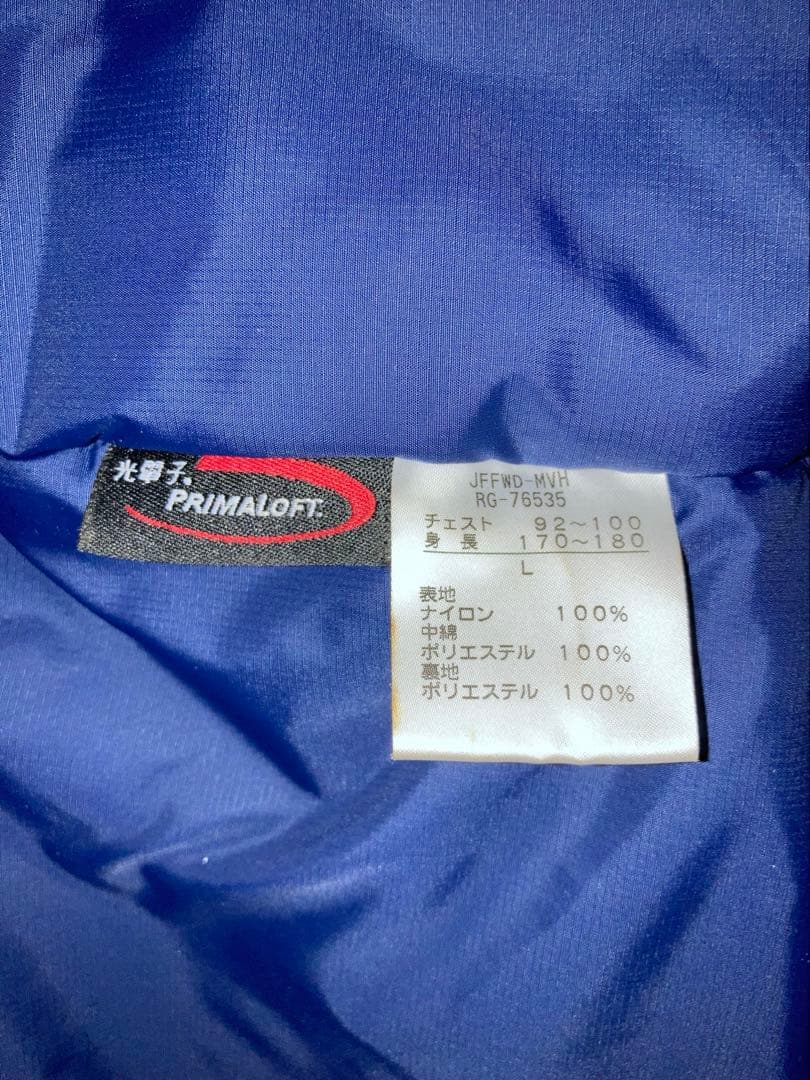 光電子®
PRIMALOFT®
JFFWD-MVH
RG-76535
チェスト 92～100
身長 170～180
L
表地
ナイロン 100%
中綿
ポリエステル 100%
裏地
ポリエステル 100%